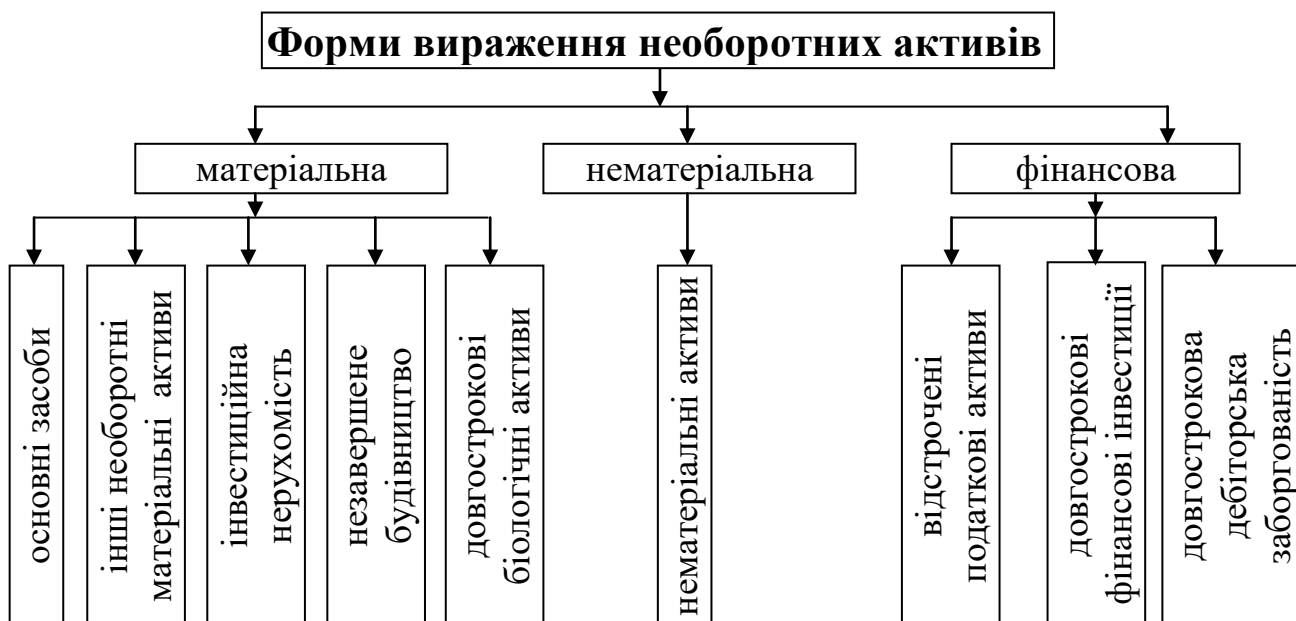 Форми вираження необоротних активів
матеріальна
нематеріальна
фінансова
основні засоби
інші необоротні
матеріальні активи
інвестиційна
нерухомість
незавершене
будівництво
довгострокові
біологічні активи
нематеріальні активи
відстрочені
податкові активи
довгострокові
фінансові інвестиції
довгострокова
дебіторська
заборгованість